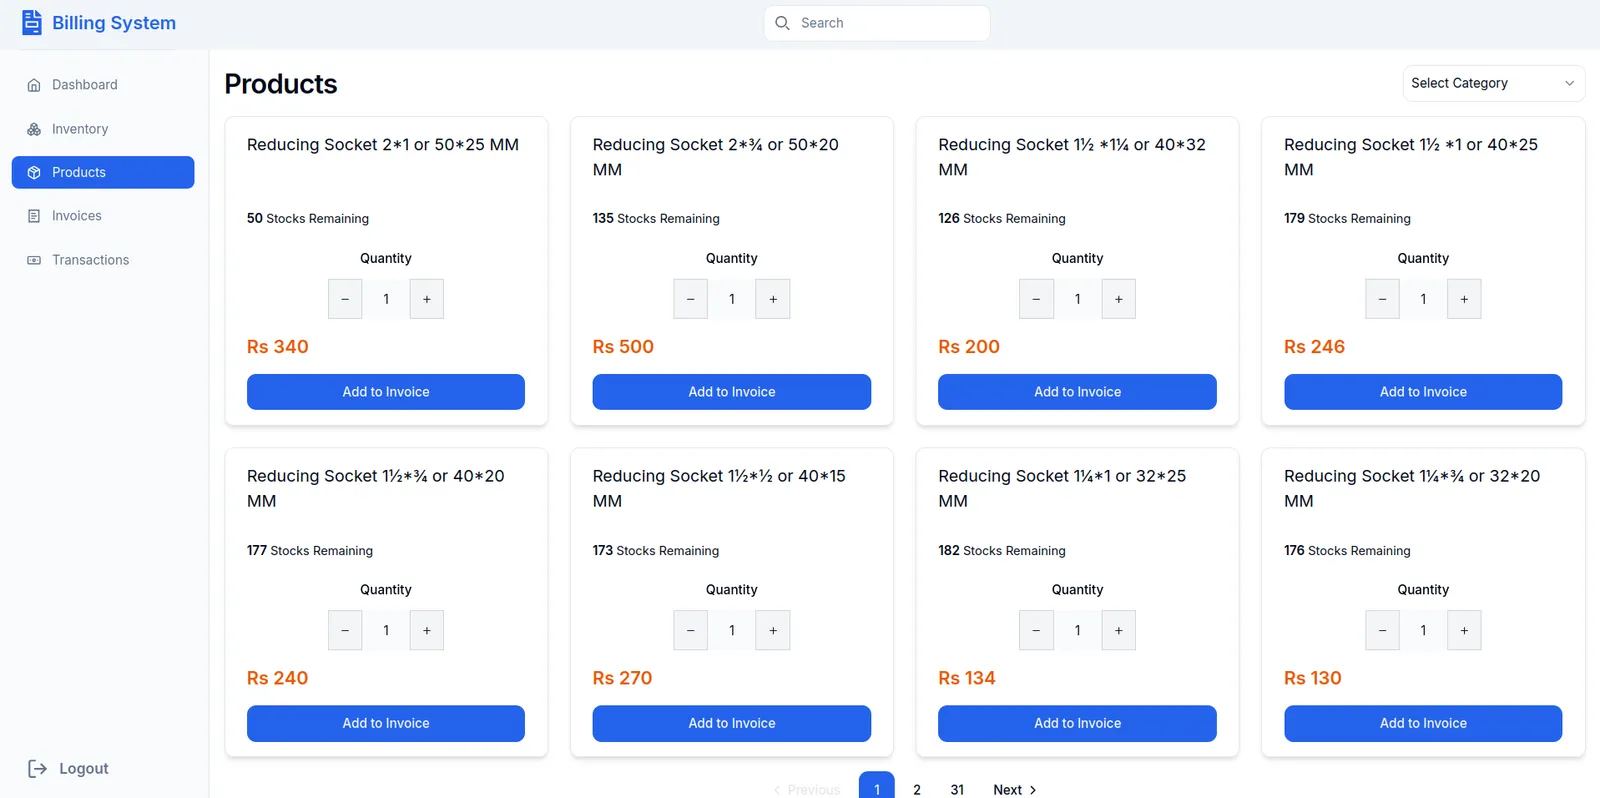 Billing System
Search
Dashboard
Inventory
Products
Invoices
Transactions
Logout
Products
Select Category
Reducing Socket 2*1 or 50*25 MM
50 Stocks Remaining
Quantity
− 1 +
Rs 340
Add to Invoice
Reducing Socket 2*¾ or 50*20
MM
135 Stocks Remaining
Quantity
− 1 +
Rs 500
Add to Invoice
Reducing Socket 1½ *1¼ or 40*32
MM
126 Stocks Remaining
Quantity
− 1 +
Rs 200
Add to Invoice
Reducing Socket 1½ *1 or 40*25
MM
179 Stocks Remaining
Quantity
− 1 +
Rs 246
Add to Invoice
Reducing Socket 1½*¾ or 40*20
MM
177 Stocks Remaining
Quantity
− 1 +
Rs 240
Add to Invoice
Reducing Socket 1½*½ or 40*15
MM
173 Stocks Remaining
Quantity
− 1 +
Rs 270
Add to Invoice
Reducing Socket 1¼*1 or 32*25
MM
182 Stocks Remaining
Quantity
− 1 +
Rs 134
Add to Invoice
Reducing Socket 1¼*¾ or 32*20
MM
176 Stocks Remaining
Quantity
− 1 +
Rs 130
Add to Invoice
Previous 1 2 31 Next